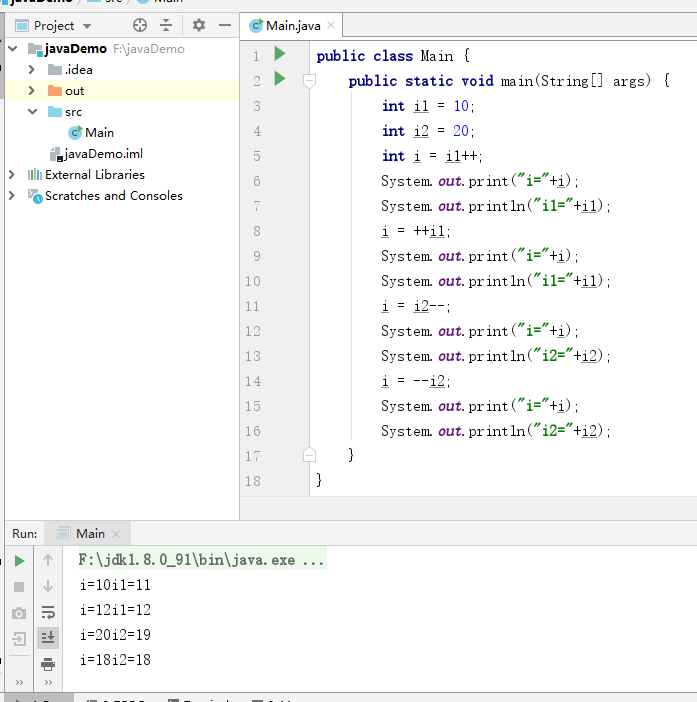 Project
Main.java
javaDemo F:\javaDemo
.idea
out
src
Main
javaDemo.iml
External Libraries
Scratches and Consoles
1 public class Main {
2 public static void main(String[] args) {
3 int i1 = 10;
4 int i2 = 20;
5 int i = i1++;
6 System.out.print("i="+i);
7 System.out.println("i1="+i1);
8 i = ++i1;
9 System.out.print("i="+i);
10 System.out.println("i1="+i1);
11 i = i2--;
12 System.out.print("i="+i);
13 System.out.println("i2="+i2);
14 i = --i2;
15 System.out.print("i="+i);
16 System.out.println("i2="+i2);
17 }
18 }
Run: Main
F:\jdk1.8.0_91\bin\java.exe ...
i=10i1=11
i=12i1=12
i=20i2=19
i=18i2=18